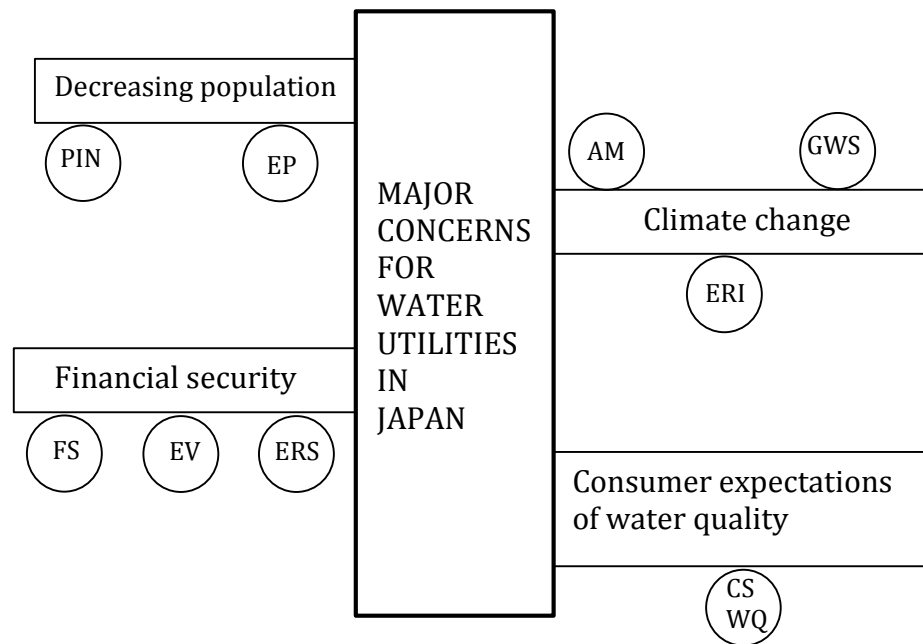 Decreasing population
PIN
EP
Financial security
FS
EV
ERS
MAJOR
CONCERNS
FOR
WATER
UTILITIES
IN
JAPAN
AM
GWS
Climate change
ERI
Consumer expectations
of water quality
CS
WQ